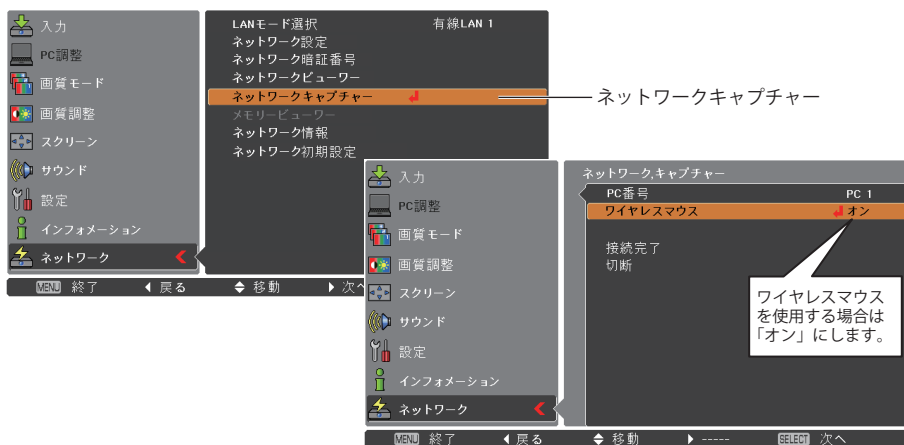 入力
PC調整
画質モード
画質調整
スクリーン
サウンド
設定
インフォメーション
ネットワーク
LANモード選択 有線LAN 1
ネットワーク設定
ネットワーク暗証番号
ネットワークビューワー
ネットワークキャプチャー
メモリービューワー
ネットワーク情報
ネットワーク初期設定
MENU 終了 戻る 移動 次へ
ネットワークキャプチャー
入力
PC調整
画質モード
画質調整
スクリーン
サウンド
設定
インフォメーション
ネットワーク
ネットワーク,キャプチャー
PC番号 PC 1
ワイヤレスマウス オン
接続完了
切断
ワイヤレスマウス
を使用する場合は
「オン」にします。
MENU 終了 戻る 移動 ----- SELECT 次へ